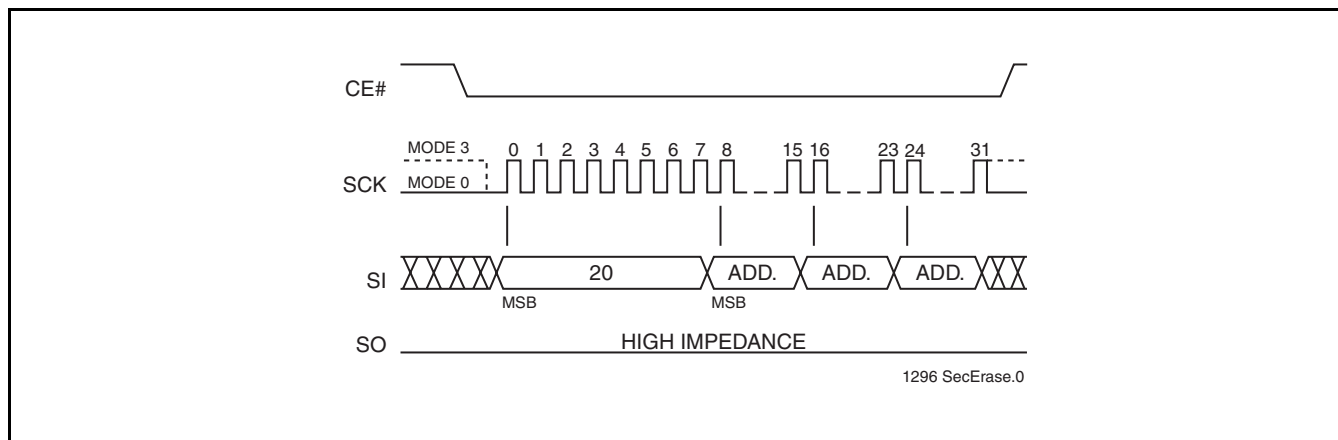 CE#
MODE 3
0 1 2 3 4 5 6 7 8 15 16 23 24 31
SCK
MODE 0
SI
20 ADD. ADD. ADD.
MSB MSB
SO
HIGH IMPEDANCE
1296 SecErase.0